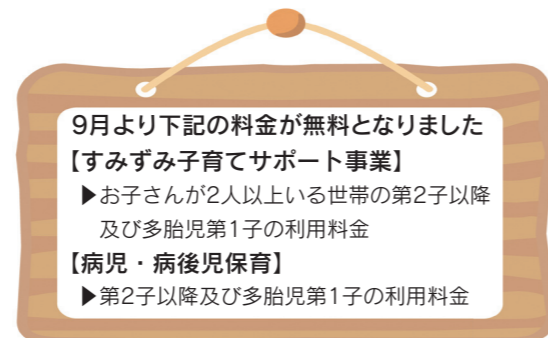 9月より下記の料金が無料となりました
【すみずみ子育てサポート事業】
▶お子さんが2人以上いる世帯の第2子以降
及び多胎児第1子の利用料金
【病児・病後児保育】
▶第2子以降及び多胎児第1子の利用料金